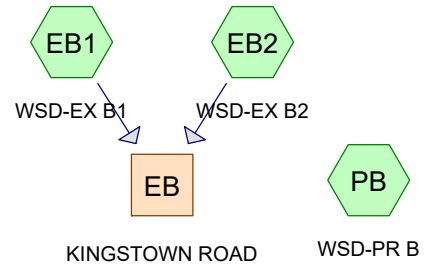 EB1
EB2
WSD-EX B1
WSD-EX B2
EB
PB
KINGSTOWN ROAD
WSD-PR B